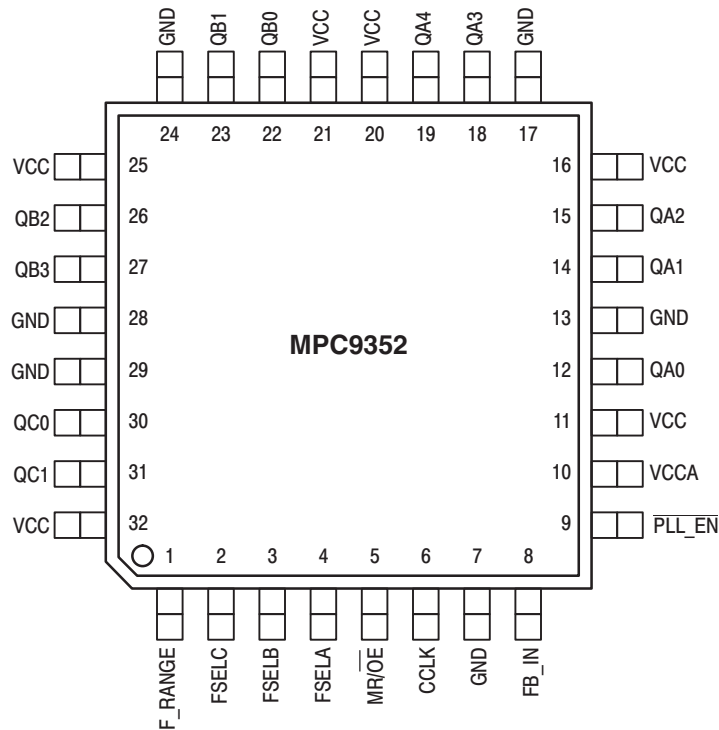 GND QB1 QB0 VCC VCC QA4 QA3 GND
24 23 22 21 20 19 18 17
VCC 25 16 VCC
QB2 26 15 QA2
QB3 27 14 QA1
GND 28 13 GND
MPC9352
GND 29 12 QA0
QC0 30 11 VCC
QC1 31 10 VCCA
VCC 32 9 PLL_EN
1 2 3 4 5 6 7 8
F_RANGE FSELC FSELB FSELA MR/OE CCLK GND FB_IN